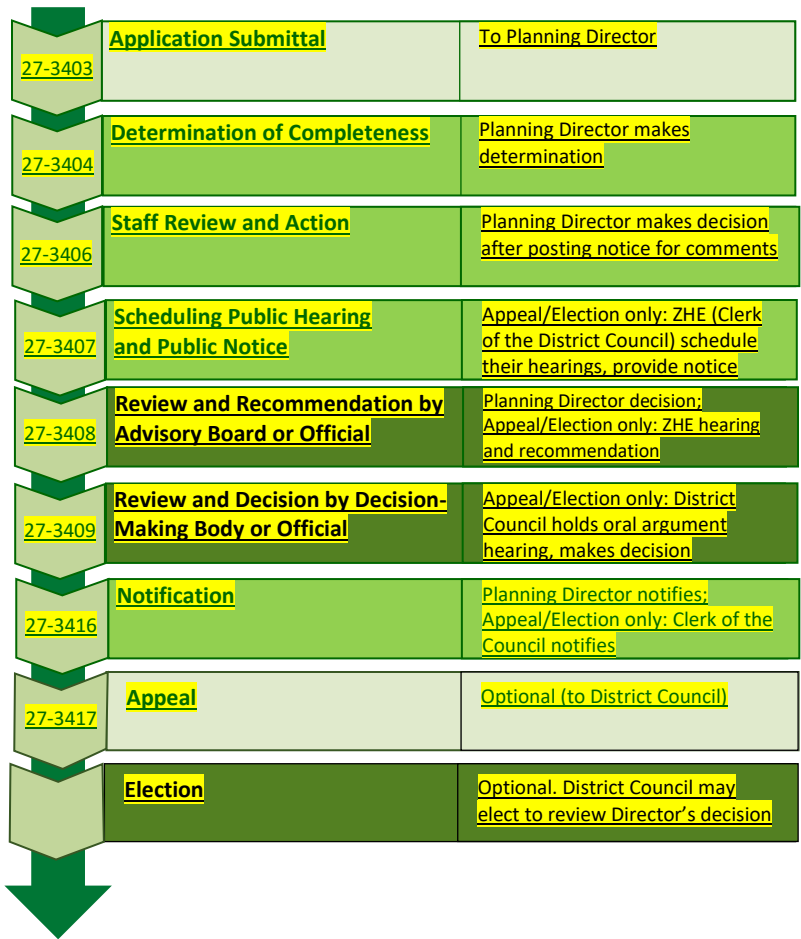 27-3403
Application Submittal
To Planning Director
27-3404
Determination of Completeness
Planning Director makes
determination
27-3406
Staff Review and Action
Planning Director makes decision
after posting notice for comments
27-3407
Scheduling Public Hearing
and Public Notice
Appeal/Election only: ZHE (Clerk
of the District Council) schedule
their hearings, provide notice
27-3408
Review and Recommendation by
Advisory Board or Official
Planning Director decision;
Appeal/Election only: ZHE hearing
and recommendation
27-3409
Review and Decision by Decision-
Making Body or Official
Appeal/Election only: District
Council holds oral argument
hearing, makes decision
27-3416
Notification
Planning Director notifies;
Appeal/Election only: Clerk of the
Council notifies
27-3417
Appeal
Optional (to District Council)
Election
Optional. District Council may
elect to review Director’s decision